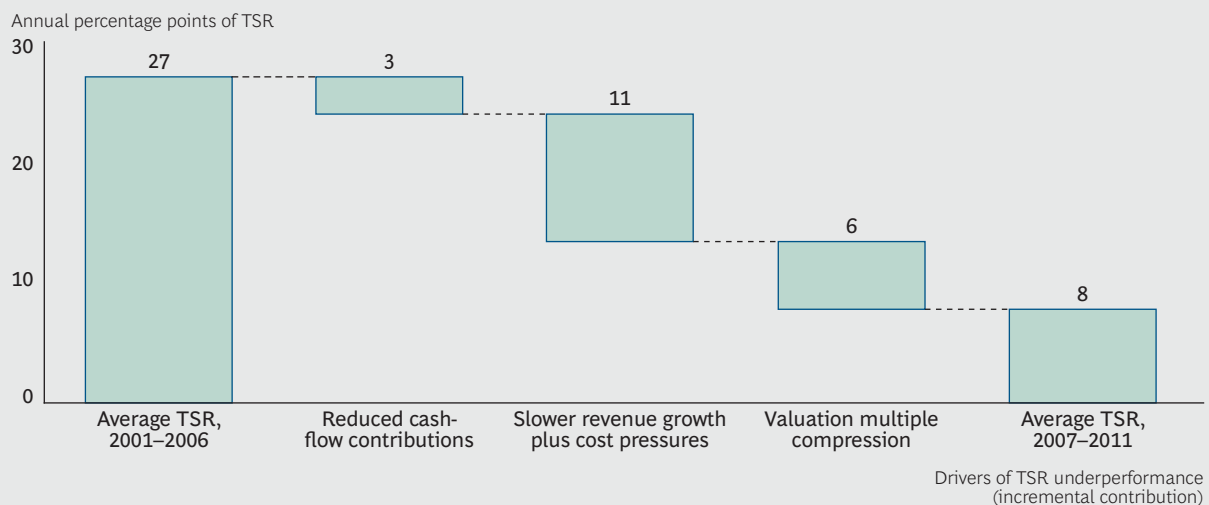 Annual percentage points of TSR
30
27
3
11
20
6
10
8
0
Average TSR,
2001–2006
Reduced cash-
flow contributions
Slower revenue growth
plus cost pressures
Valuation multiple
compression
Average TSR,
2007–2011
Drivers of TSR underperformance
(incremental contribution)